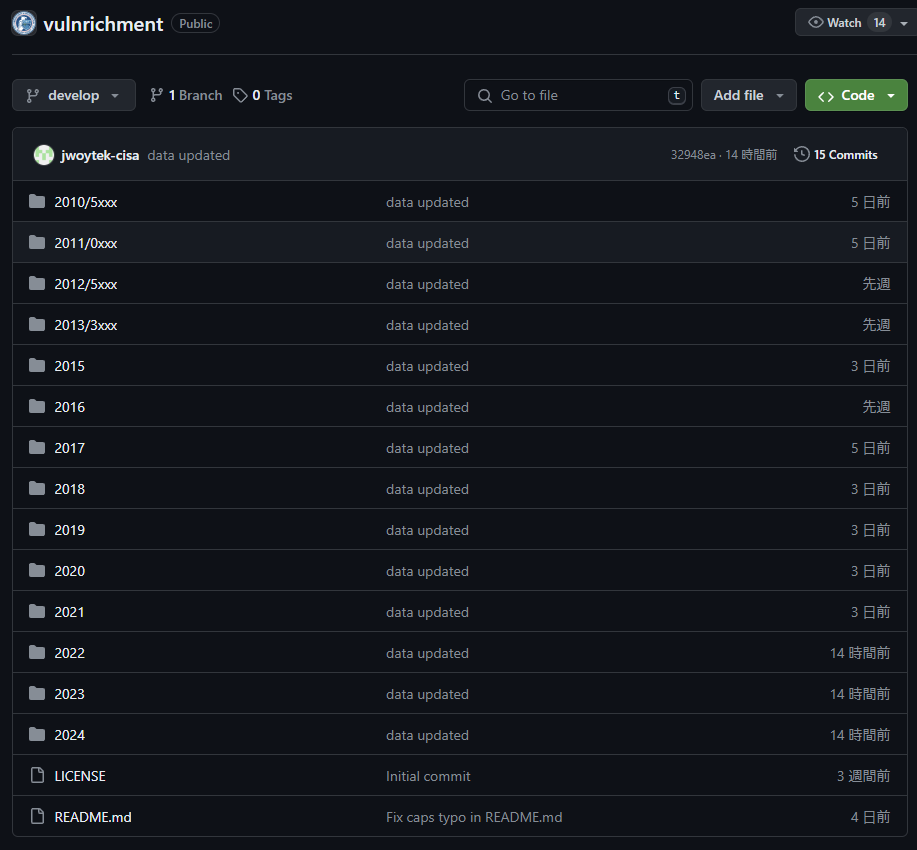 vulnrichment Public Watch 14
develop 1 Branch 0 Tags Go to file t Add file Code
jwoytek-cisa data updated 32948ea · 14 時間前 15 Commits
2010/5xxx data updated 5 日前
2011/0xxx data updated 5 日前
2012/5xxx data updated 先週
2013/3xxx data updated 先週
2015 data updated 3 日前
2016 data updated 先週
2017 data updated 5 日前
2018 data updated 3 日前
2019 data updated 3 日前
2020 data updated 3 日前
2021 data updated 3 日前
2022 data updated 14 時間前
2023 data updated 14 時間前
2024 data updated 14 時間前
LICENSE Initial commit 3 週間前
README.md Fix caps typo in README.md 4 日前